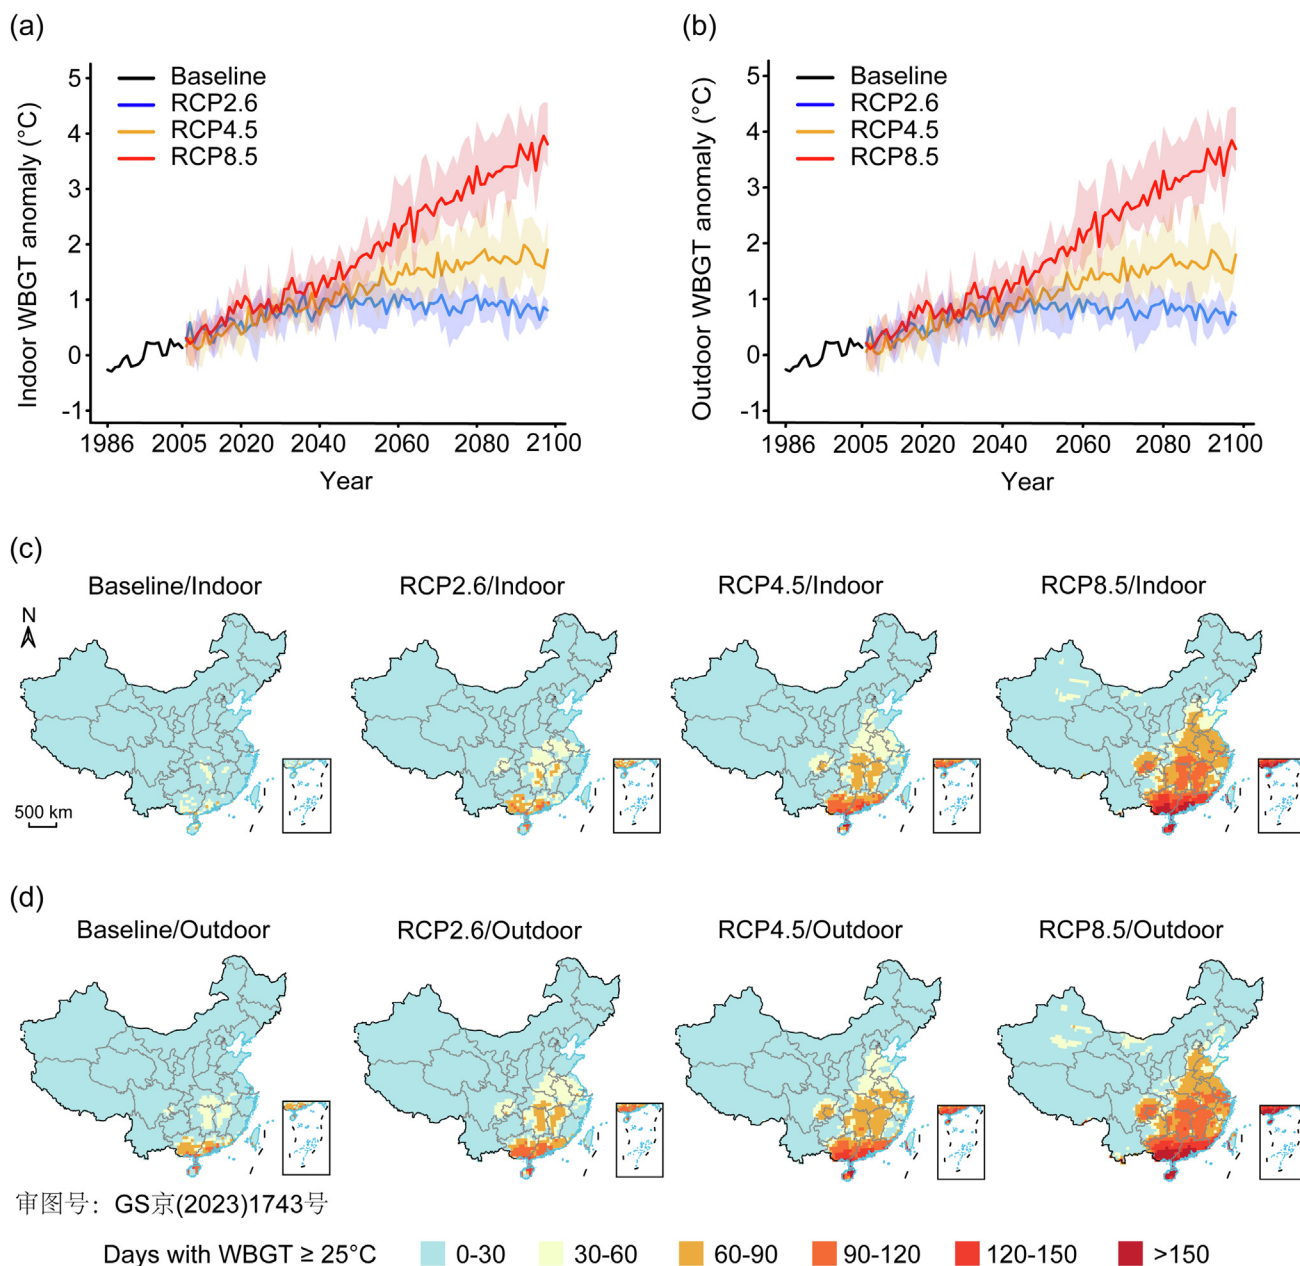 (a)
(b)
Baseline
RCP2.6
RCP4.5
RCP8.5
Indoor WBGT anomaly (°C)
5
4
3
2
1
0
-1
1986
2005
2020
2040
2060
2080
2100
Year
Baseline
RCP2.6
RCP4.5
RCP8.5
Outdoor WBGT anomaly (°C)
5
4
3
2
1
0
-1
1986
2005
2020
2040
2060
2080
2100
Year
(c)
Baseline/Indoor
RCP2.6/Indoor
RCP4.5/Indoor
RCP8.5/Indoor
N
500 km
(d)
Baseline/Outdoor
RCP2.6/Outdoor
RCP4.5/Outdoor
RCP8.5/Outdoor
审图号：GS京(2023)1743号
Days with WBGT ≥ 25°C 0-30 30-60 60-90 90-120 120-150 >150